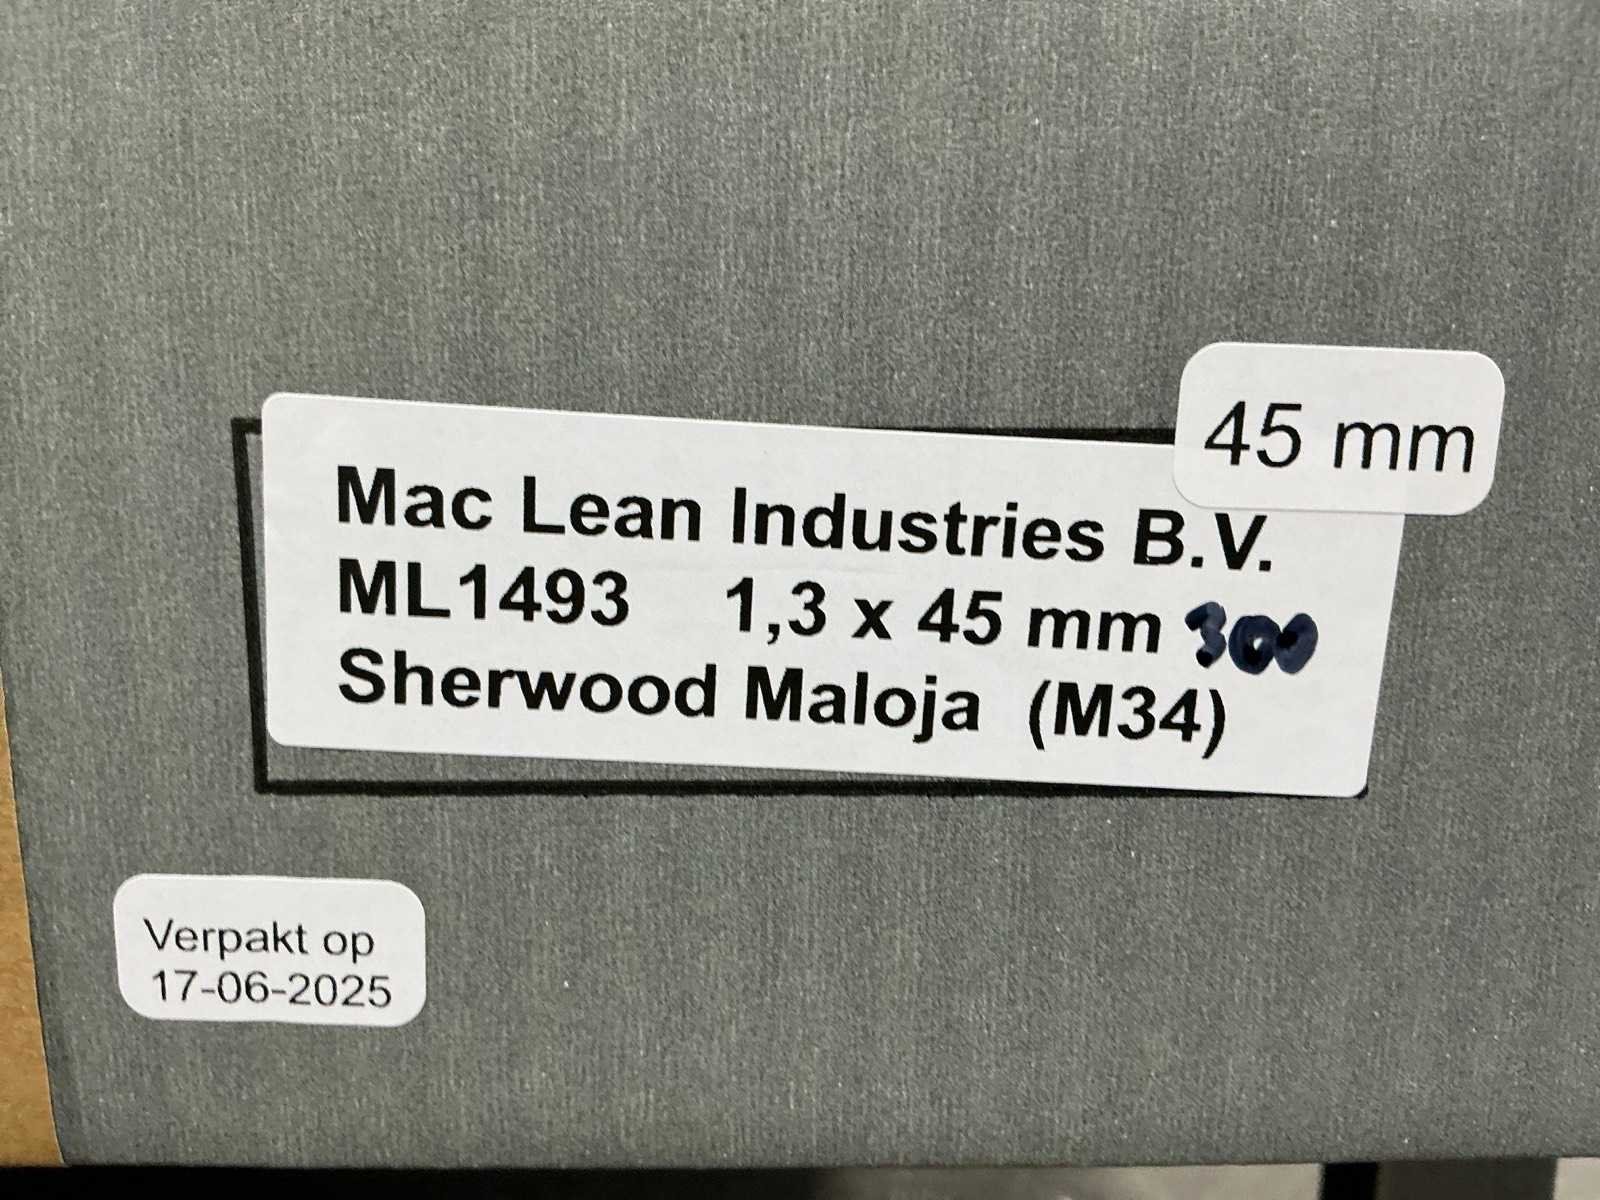 45 mm
Mac Lean Industries B.V.
ML1493 1,3 x 45 mm 300
Sherwood Maloja (M34)
Verpakt op
17-06-2025